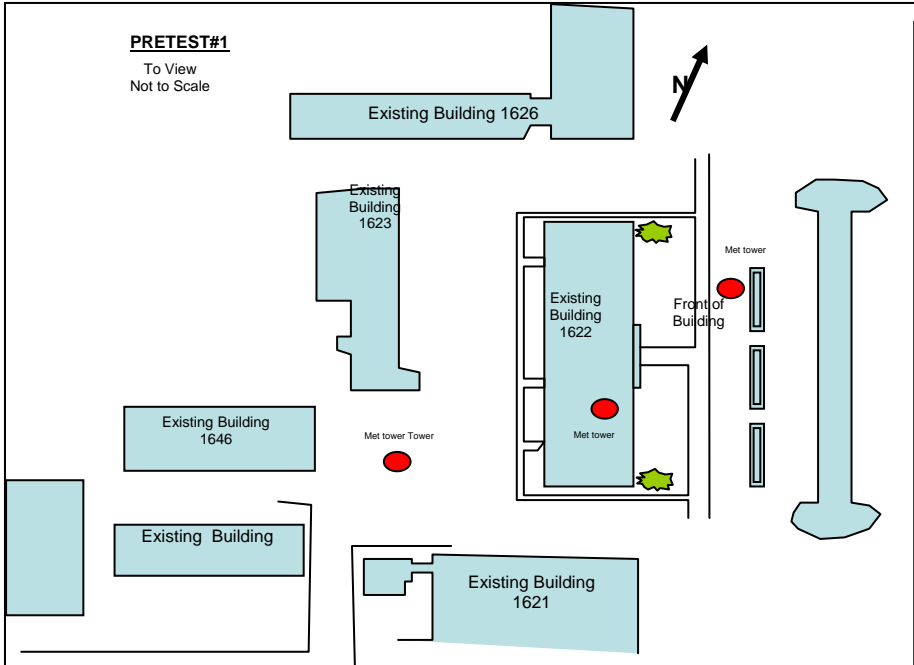 PRETEST#1
To View
Not to Scale
N
Existing Building 1626
Existing
Building
1623
Met tower
Existing
Building
1622
Front of
Building
Existing Building
1646
Met tower Tower
Met tower
Existing  Building
Existing Building
1621